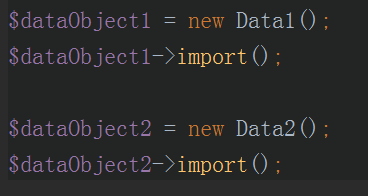 $dataObject1 = new Data1();
$dataObject1->import();
$dataObject2 = new Data2();
$dataObject2->import();